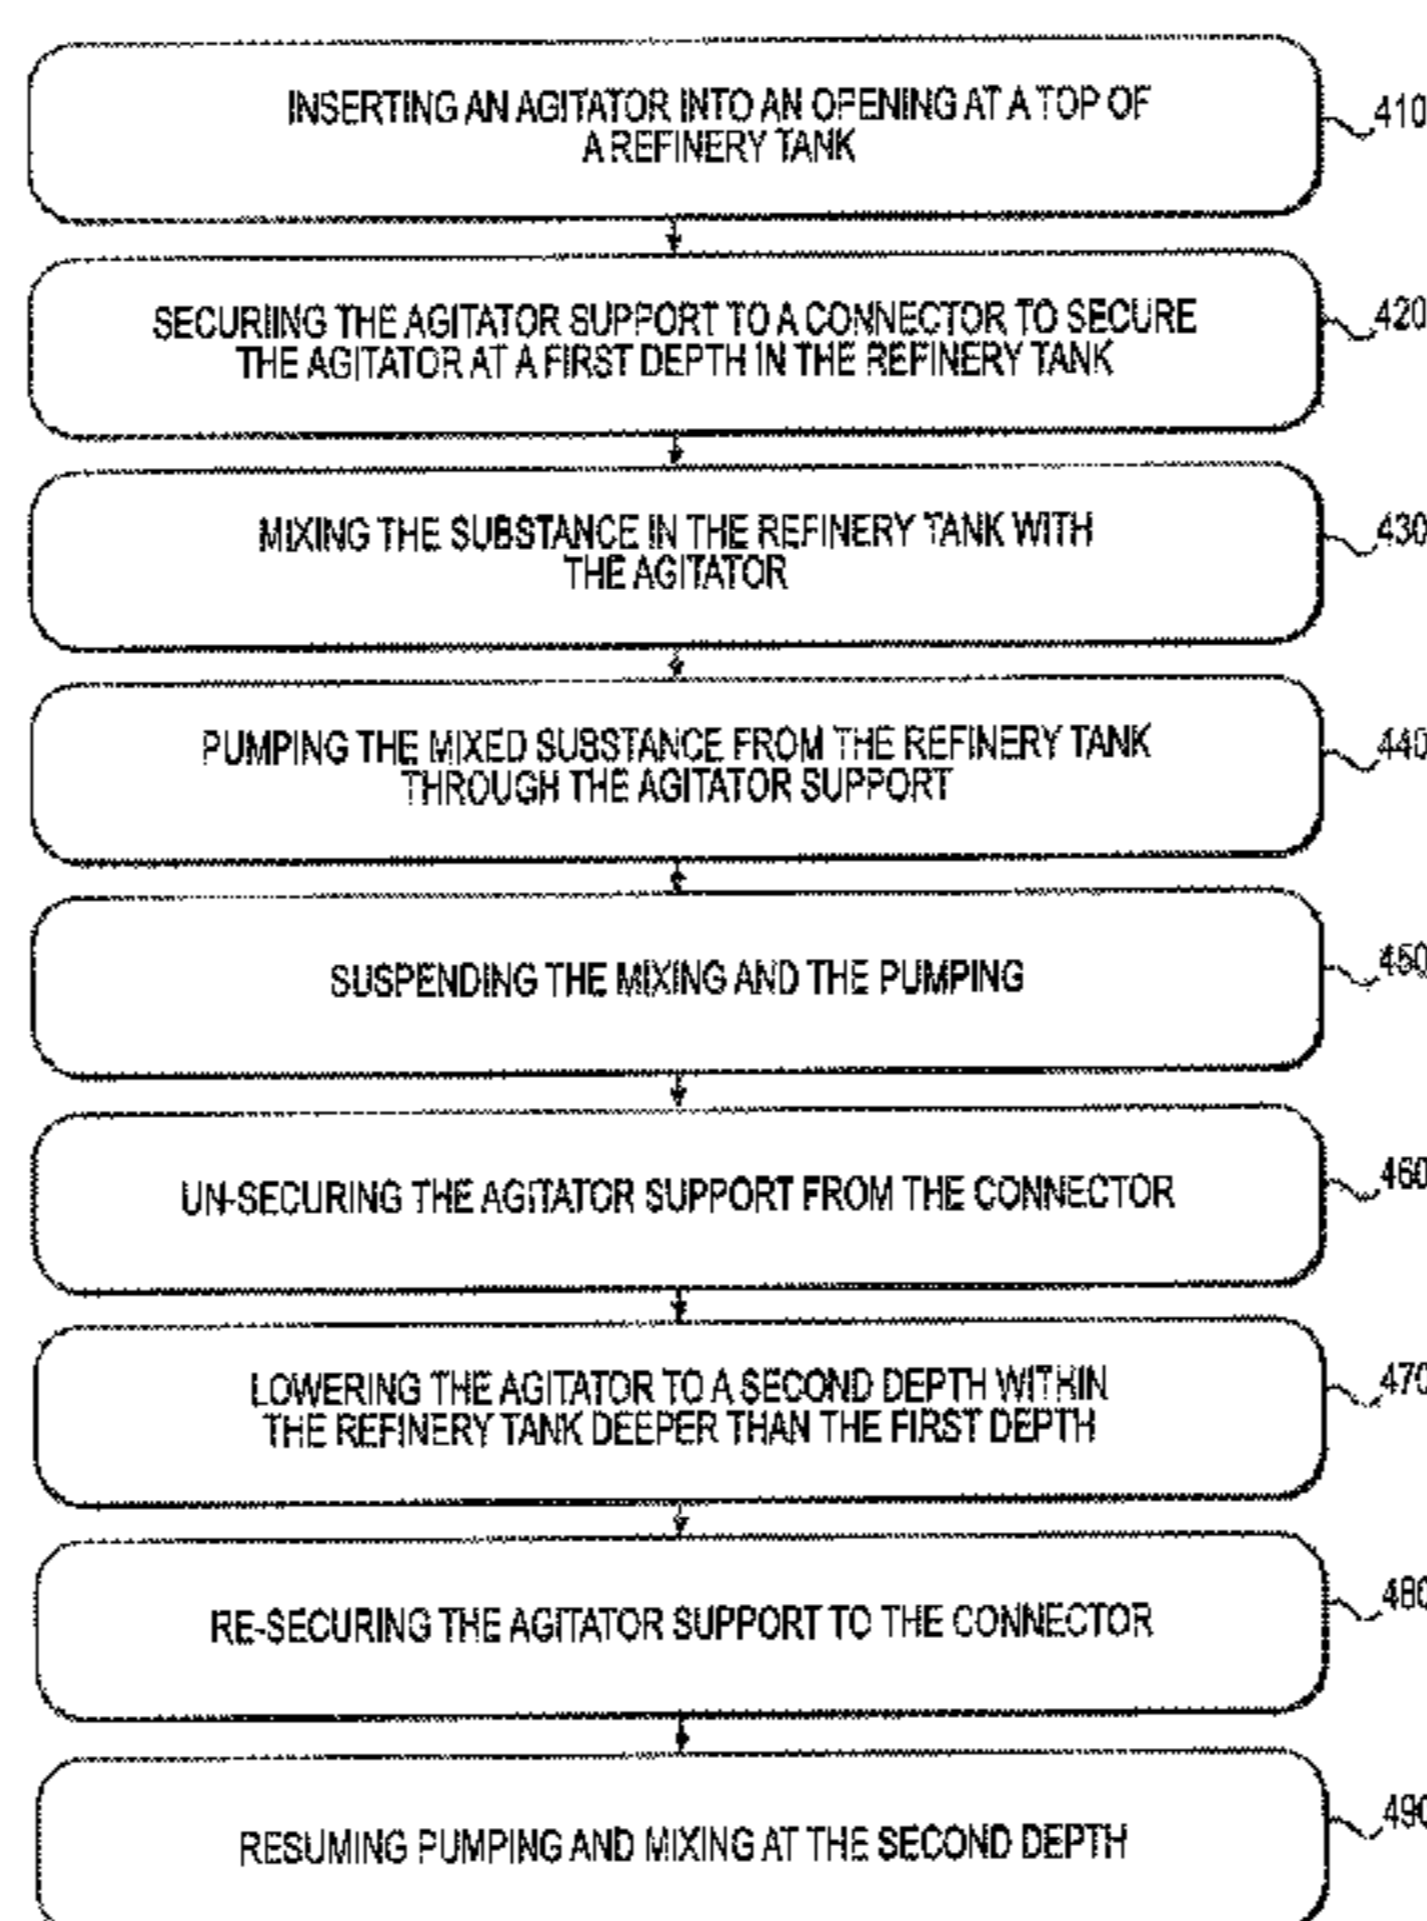 INSERTING AN AGITATOR INTO AN OPENING AT A TOP OF
A REFINERY TANK
410
SECURIING THE AGITATOR SUPPORT TO A CONNECTOR TO SECURE
THE AGITATOR AT A FIRST DEPTH IN THE REFINERY TANK
420
MIXING THE SUBSTANCE IN THE REFINERY TANK WITH
THE AGITATOR
430
PUMPING THE MIXED SUBSTANCE FROM THE REFINERY TANK
THROUGH THE AGITATOR SUPPORT
440
SUSPENDING THE MIXING AND THE PUMPING
450
UN-SECURING THE AGITATOR SUPPORT FROM THE CONNECTOR
460
LOWERING THE AGITATOR TO A SECOND DEPTH WITHIN
THE REFINERY TANK DEEPER THAN THE FIRST DEPTH
470
RE-SECURING THE AGITATOR SUPPORT TO THE CONNECTOR
480
RESUMING PUMPING AND MIXING AT THE SECOND DEPTH
490